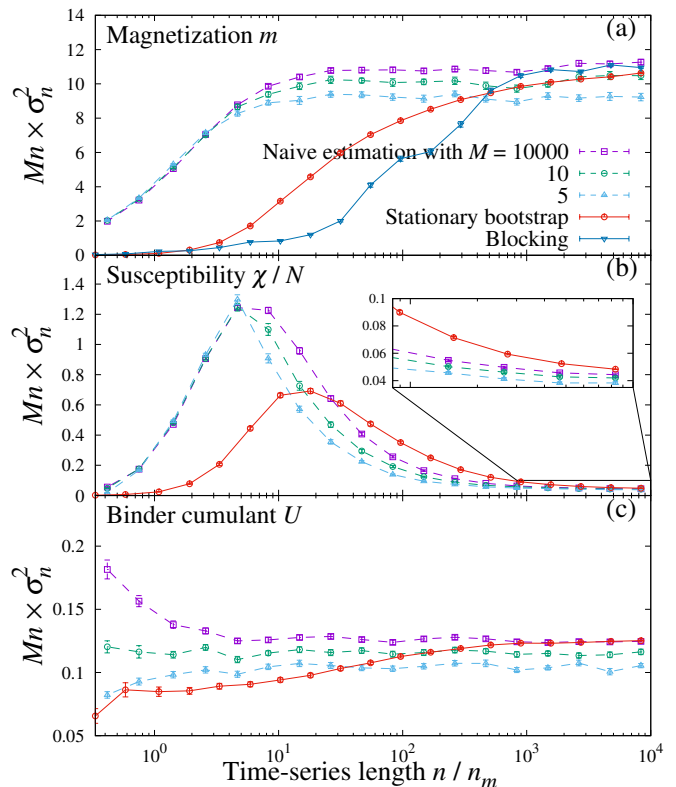 (a)
Magnetization m
14
12
10
8
6
4
2
0
Mn × σ²ₙ
Naive estimation with M = 10000
10
5
Stationary bootstrap
Blocking
(b)
Susceptibility χ / N
1.4
1.2
1
0.8
0.6
0.4
0.2
0
Mn × σ²ₙ
0.1
0.08
0.06
0.04
(c)
Binder cumulant U
0.2
0.15
0.1
0.05
Mn × σ²ₙ
10⁰ 10¹ 10² 10³ 10⁴
Time-series length n / nₘ